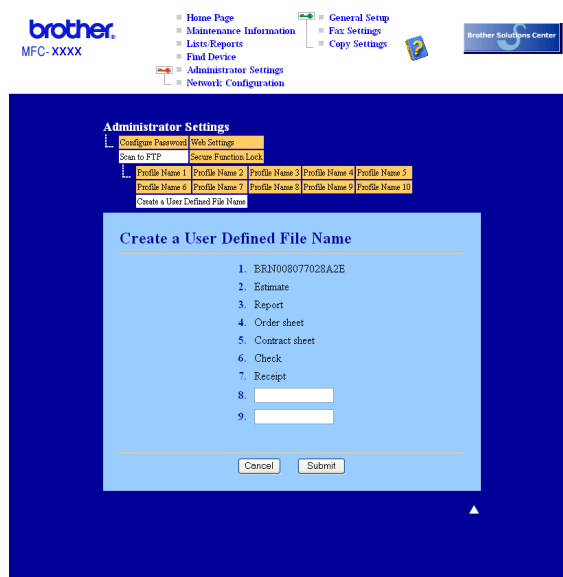 brother.
MFC- XXXX
Home Page
Maintenance Information
Lists/Reports
Find Device
Administrator Settings
Network Configuration
General Setup
Fax Settings
Copy Settings
Brother Solutions Center
Administrator Settings
Configure Password Web Settings
Scan to FTP Secure Function Lock
Profile Name 1 Profile Name 2 Profile Name 3 Profile Name 4 Profile Name 5
Profile Name 6 Profile Name 7 Profile Name 8 Profile Name 9 Profile Name 10
Create a User Defined File Name
Create a User Defined File Name
1. BRN008077028A2E
2. Estimate
3. Report
4. Order sheet
5. Contract sheet
6. Check
7. Receipt
8.
9.
Cancel Submit